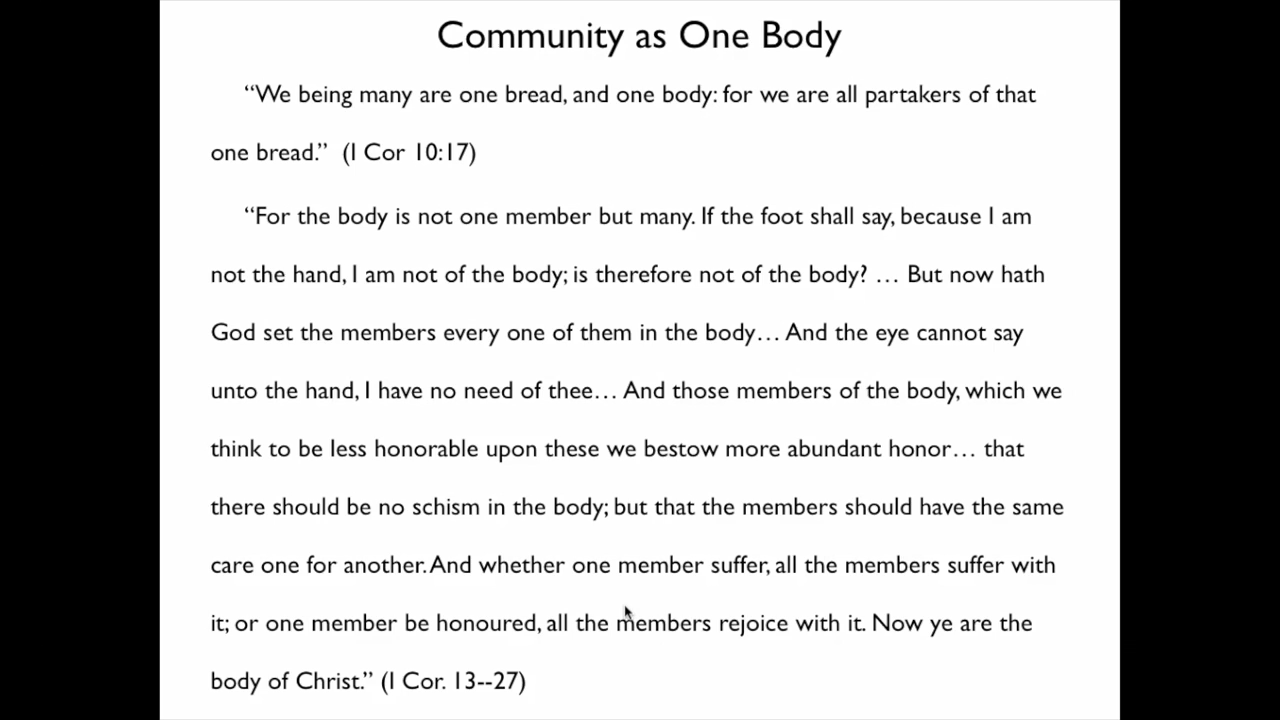 Community as One Body
“We being many are one bread, and one body: for we are all partakers of that
one bread.” (I Cor 10:17)
“For the body is not one member but many. If the foot shall say, because I am
not the hand, I am not of the body; is therefore not of the body? … But now hath
God set the members every one of them in the body… And the eye cannot say
unto the hand, I have no need of thee… And those members of the body, which we
think to be less honorable upon these we bestow more abundant honor… that
there should be no schism in the body; but that the members should have the same
care one for another. And whether one member suffer, all the members suffer with
it; or one member be honoured, all the members rejoice with it. Now ye are the
body of Christ.” (I Cor. 13--27)